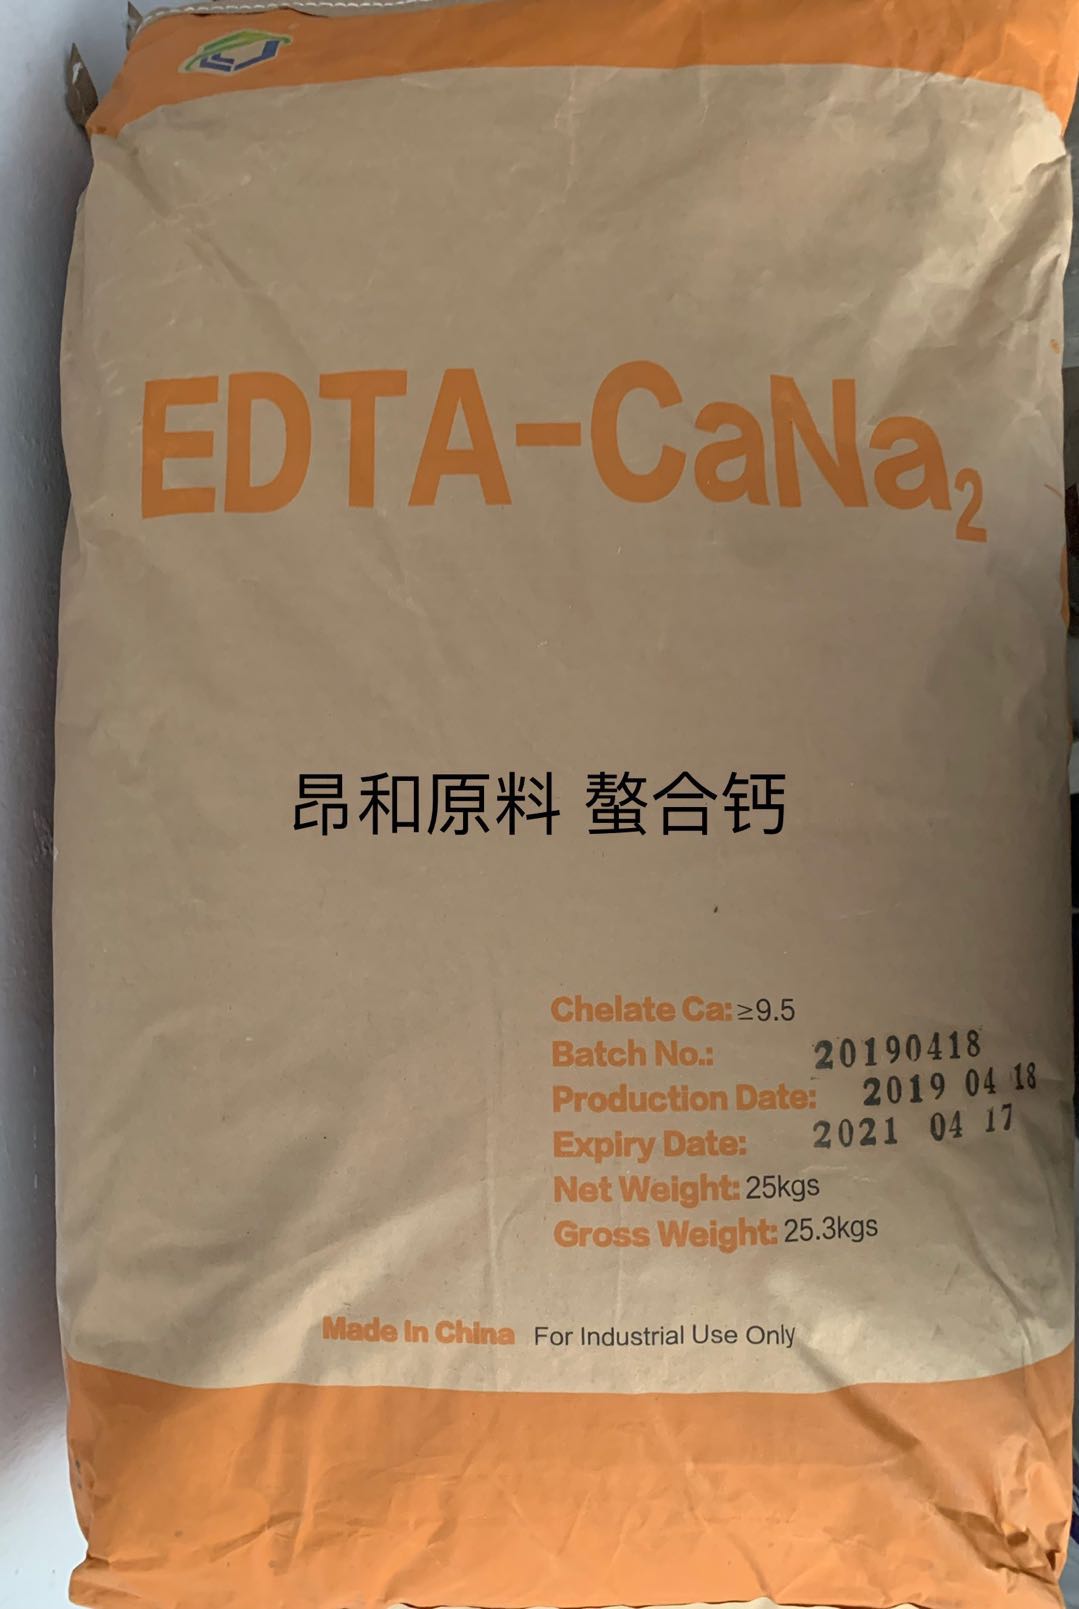 EDTA-CaNa₂
昂和原料 螯合钙
Chelate Ca: ≥9.5
Batch No.: 20190418
Production Date: 2019 04 18
Expiry Date: 2021 04 17
Net Weight: 25kgs
Gross Weight: 25.3kgs
Made In China For Industrial Use Only